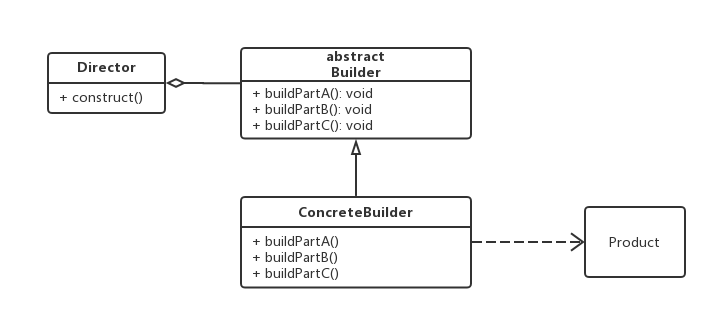 Director
+ construct()
abstract
Builder
+ buildPartA(): void
+ buildPartB(): void
+ buildPartC(): void
ConcreteBuilder
+ buildPartA()
+ buildPartB()
+ buildPartC()
Product